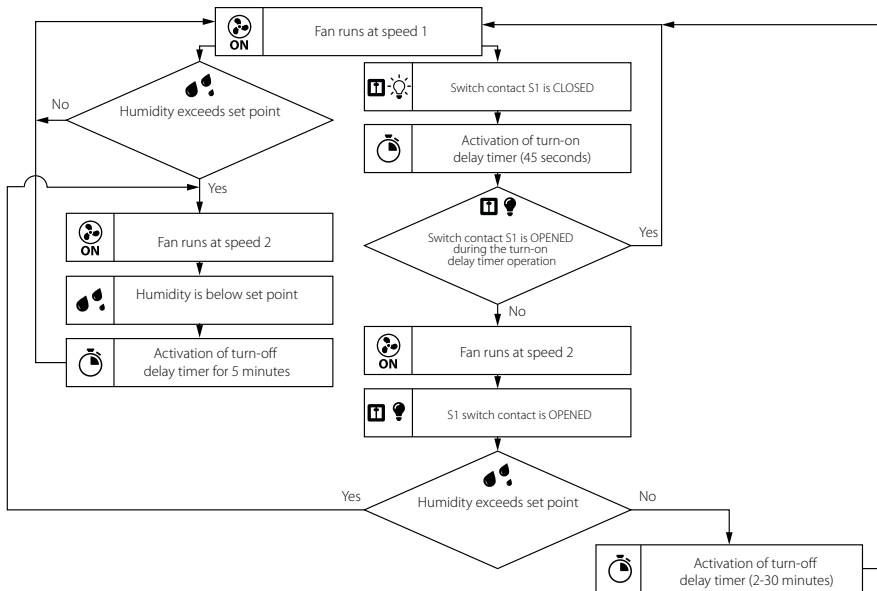 ON
Fan runs at speed 1
No
Humidity exceeds set point
Yes
ON
Fan runs at speed 2
Humidity is below set point
Activation of turn-off
delay timer for 5 minutes
Switch contact S1 is CLOSED
Activation of turn-on
delay timer (45 seconds)
Switch contact S1 is OPENED
during the turn-on
delay timer operation
Yes
No
ON
Fan runs at speed 2
S1 switch contact is OPENED
Yes
Humidity exceeds set point
No
Activation of turn-off
delay timer (2-30 minutes)